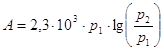 A = 2,3 · 10³ · p₁ · lg(p₂/p₁)